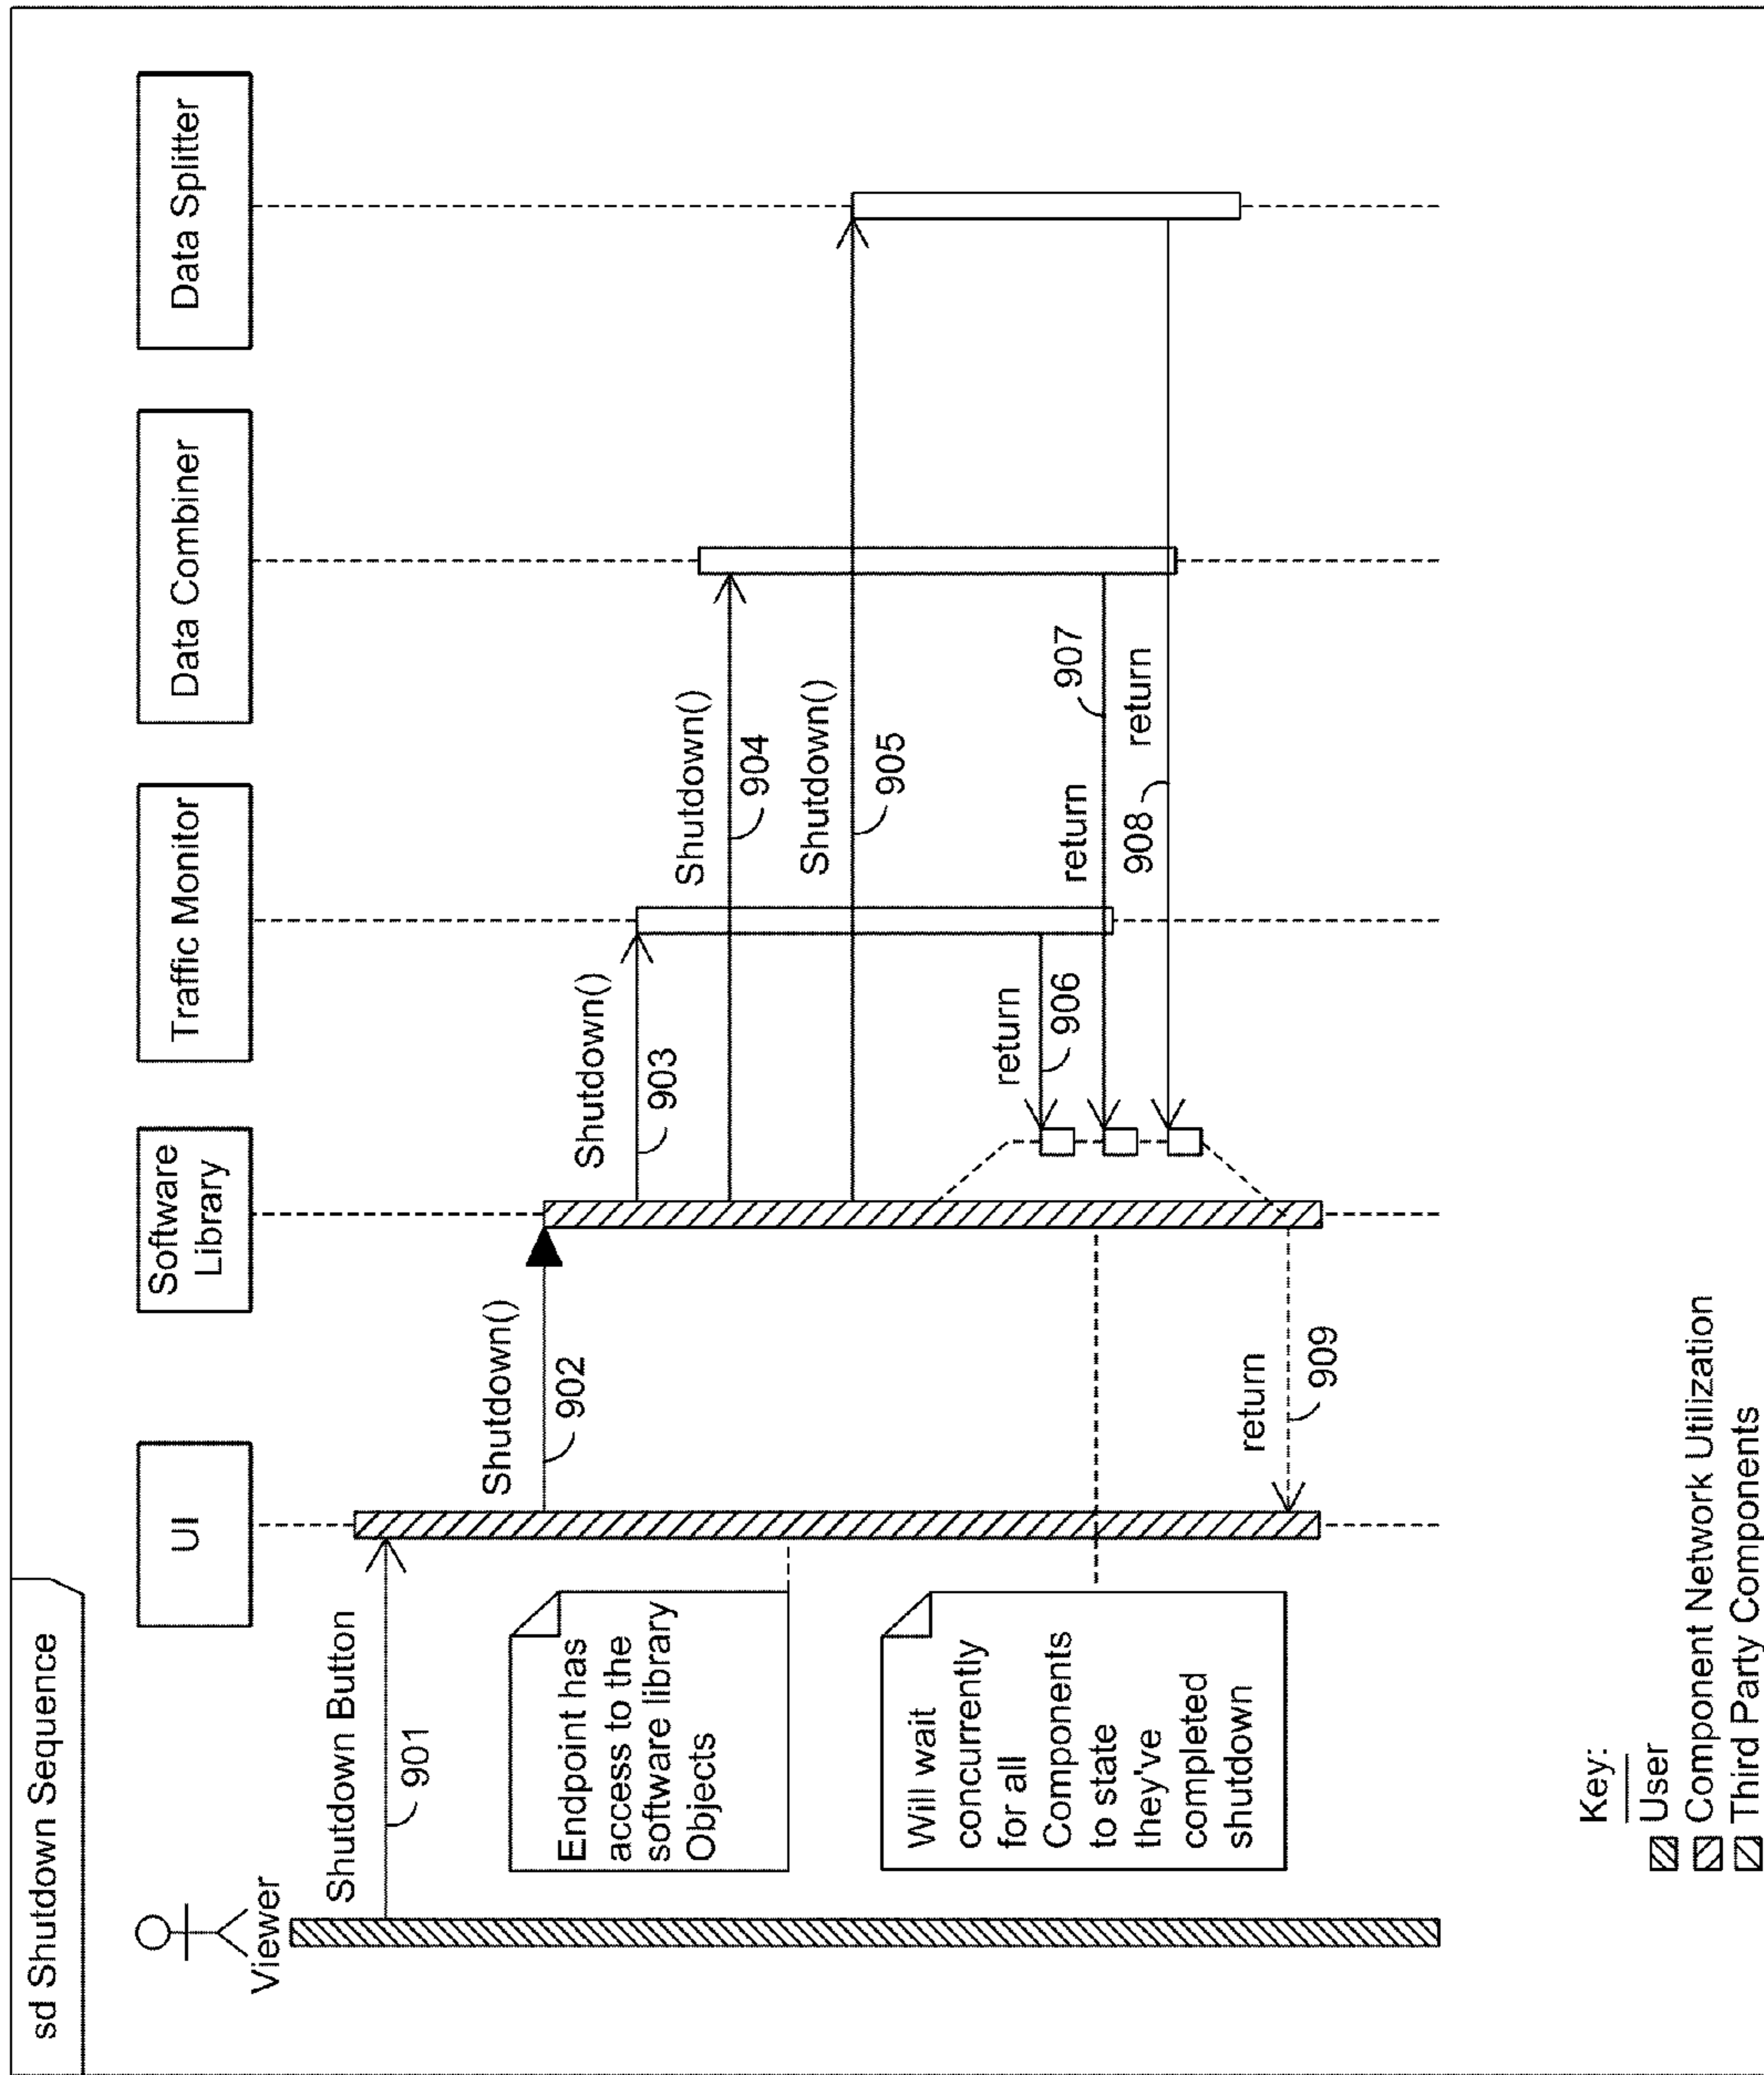 sd Shutdown Sequence
Viewer
UI
Software
Library
Traffic Monitor
Data Combiner
Data Splitter
Shutdown Button
901
Shutdown()
902
Shutdown()
903
Shutdown()
904
Shutdown()
905
Endpoint has
access to the
software library
Objects
Will wait
concurrently
for all
Components
to state
they've
completed
shutdown
return
906
return
907
return
908
return
909
Key:
User
Component Network Utilization
Third Party Components